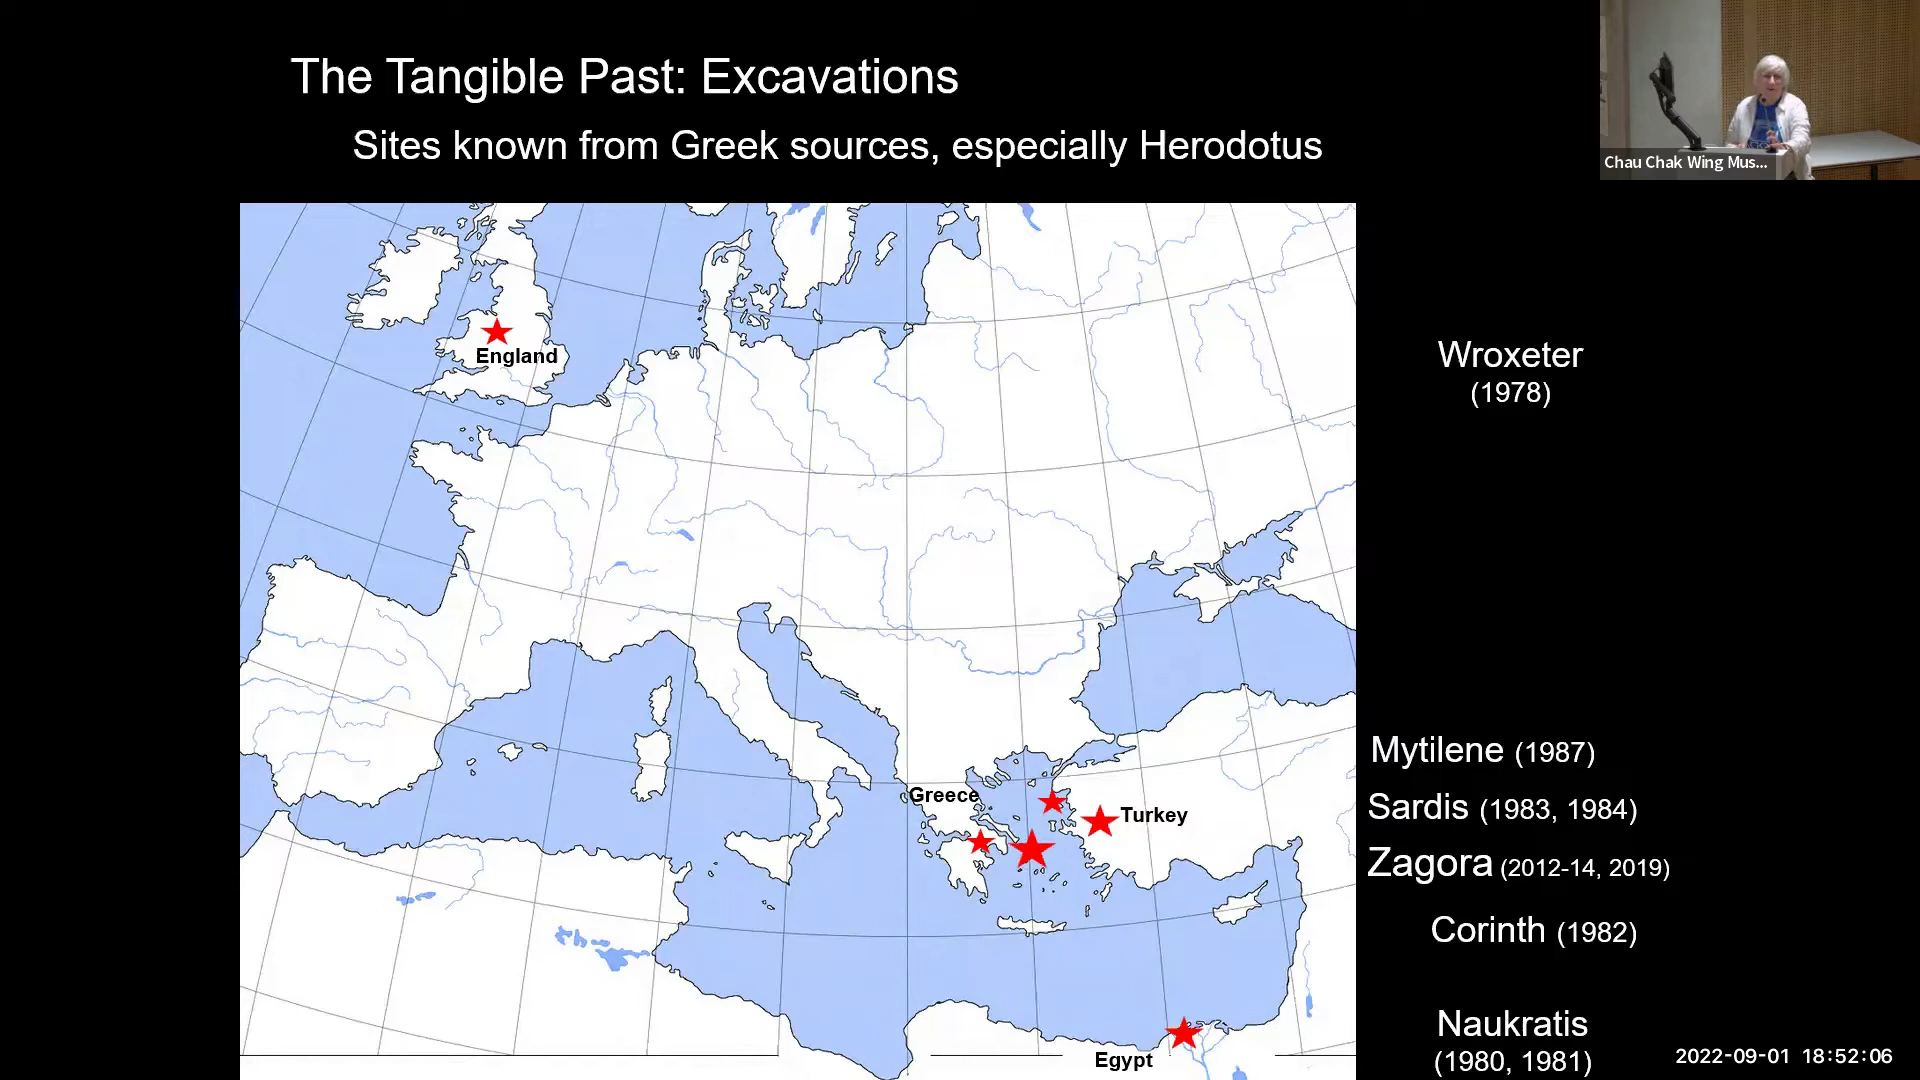 The Tangible Past: Excavations
Sites known from Greek sources, especially Herodotus
Chau Chak Wing Mus...
England
Wroxeter
(1978)
Greece
Turkey
Mytilene (1987)
Sardis (1983, 1984)
Zagora (2012-14, 2019)
Corinth (1982)
Egypt
Naukratis
(1980, 1981)
2022-09-01 18:52:06